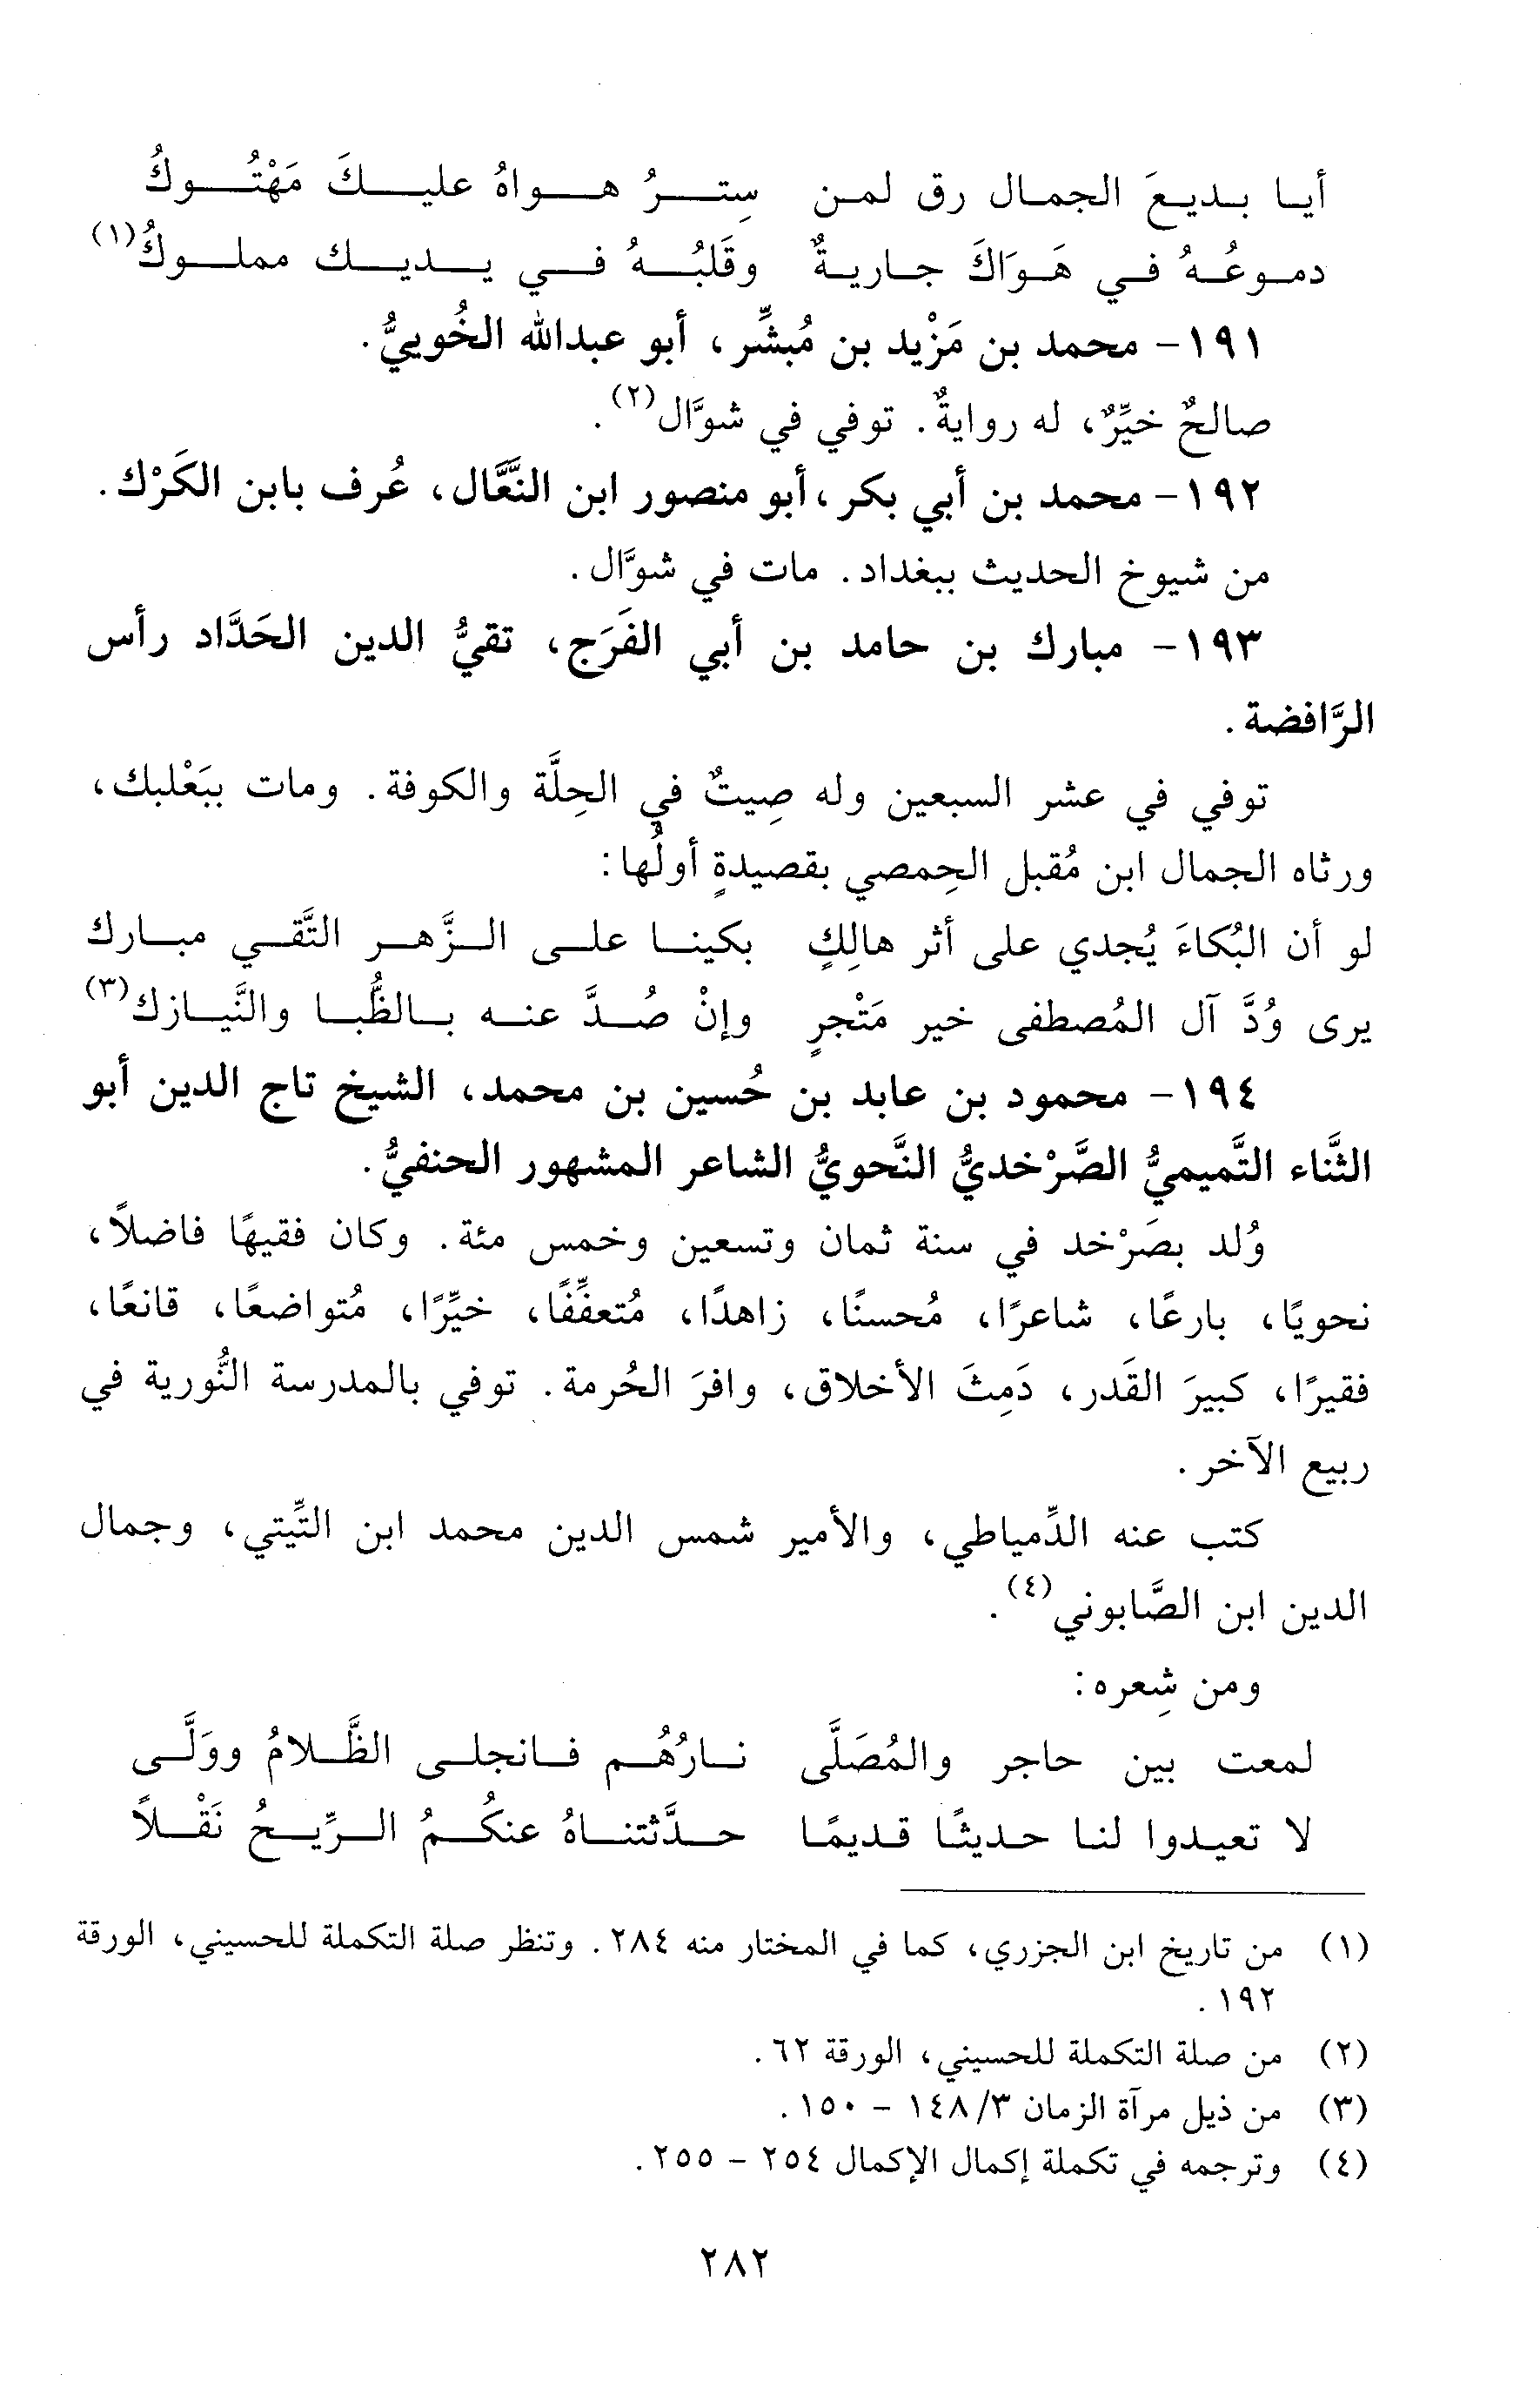 أيا بديعَ الجمال رق لمن سِترُ هواهُ عليكَ مَهْتُوكُ
دموعُهُ في هَوَاكَ جاريةٌ وقَلبُهُ في يديك مملوكُ(١)
١٩١- محمد بن مَزْيد بن مُبشِّر، أبو عبدالله الخُوييُّ.
صالحٌ خيِّرٌ، له روايةٌ. توفي في شوَّال(٢).
١٩٢- محمد بن أبي بكر، أبو منصور ابن النَّعَّال، عُرف بابن الكَرْك.
من شيوخ الحديث ببغداد. مات في شوَّال.
١٩٣- مبارك بن حامد بن أبي الفَرَج، تقيُّ الدين الحَدَّاد رأس
الرَّافضة.
توفي في عشر السبعين وله صِيتٌ في الحِلَّة والكوفة. ومات ببَعْلبك،
ورثاه الجمال ابن مُقبل الحِمصي بقصيدةٍ أولُها:
لو أن البُكاءَ يُجدي على أثر هالِكٍ بكينا على الزَّهر التَّقي مبارك
يرى وُدَّ آل المُصطفى خير مَتْجرٍ وإنْ صُدَّ عنه بالظُّبا والنَّيازك(٣)
١٩٤- محمود بن عابد بن حُسين بن محمد، الشيخ تاج الدين أبو
الثَّناء التَّميميُّ الصَّرْخديُّ النَّحويُّ الشاعر المشهور الحنفيُّ.
وُلد بصَرْخد في سنة ثمان وتسعين وخمس مئة. وكان فقيهًا فاضلاً،
نحويًا، بارعًا، شاعرًا، مُحسنًا، زاهدًا، مُتعفِّفًا، خيِّرًا، مُتواضعًا، قانعًا،
فقيرًا، كبيرَ القَدر، دَمِثَ الأخلاق، وافرَ الحُرمة. توفي بالمدرسة النُّورية في
ربيع الآخر.
كتب عنه الدِّمياطي، والأمير شمس الدين محمد ابن التِّيتي، وجمال
الدين ابن الصَّابوني(٤).
ومن شِعره:
لمعت بين حاجر والمُصَلَّى نارُهُم فانجلى الظَّلامُ ووَلَّى
لا تعيدوا لنا حديثًا قديمًا حدَّثتناهُ عنكُمُ الرِّيحُ نَقْلاً
(١) من تاريخ ابن الجزري، كما في المختار منه ٢٨٤. وتنظر صلة التكملة للحسيني، الورقة
١٩٢.
(٢) من صلة التكملة للحسيني، الورقة ٦٢.
(٣) من ذيل مرآة الزمان ٣/ ١٤٨ - ١٥٠.
(٤) وترجمه في تكملة إكمال الإكمال ٢٥٤ - ٢٥٥.
٢٨٢